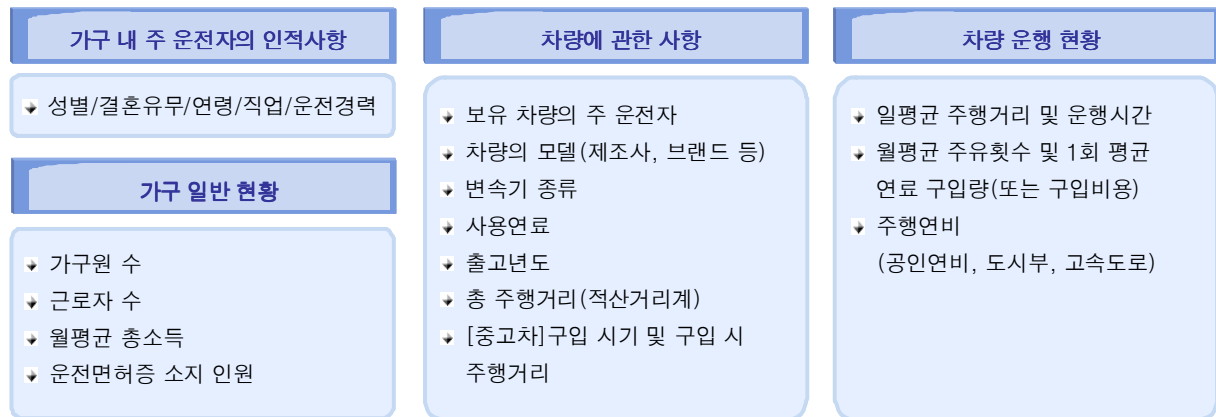 가구 내 주 운전자의 인적사항
성별/결혼유무/연령/직업/운전경력
가구 일반 현황
가구원 수
근로자 수
월평균 총소득
운전면허증 소지 인원
차량에 관한 사항
보유 차량의 주 운전자
차량의 모델(제조사, 브랜드 등)
변속기 종류
사용연료
출고년도
총 주행거리(적산거리계)
[중고차]구입 시기 및 구입 시
주행거리
차량 운행 현황
일평균 주행거리 및 운행시간
월평균 주유횟수 및 1회 평균
연료 구입량(또는 구입비용)
주행연비
(공인연비, 도시부, 고속도로)